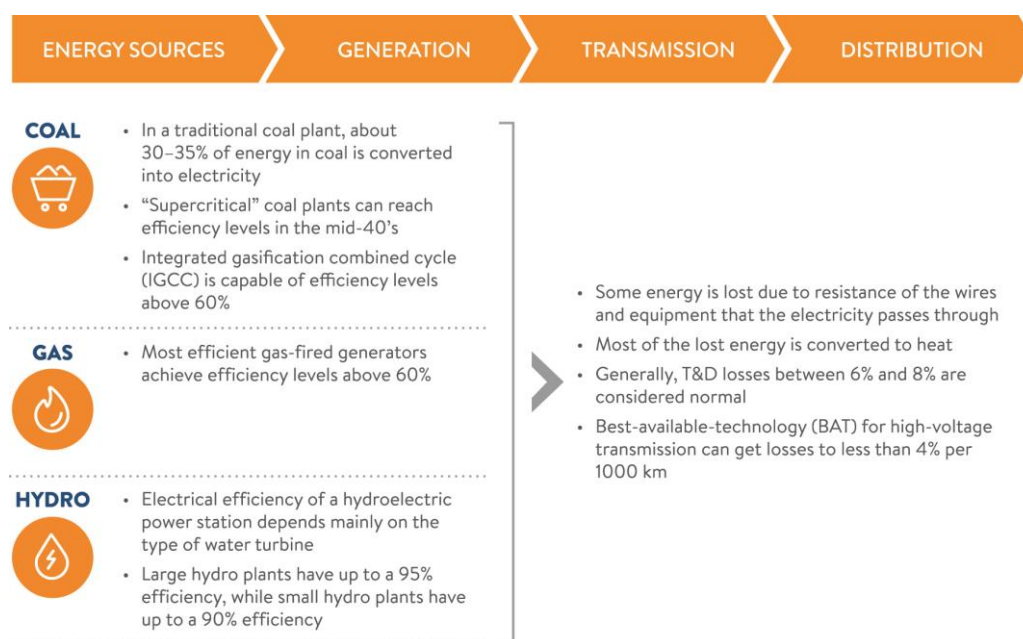 ENERGY SOURCES
GENERATION
TRANSMISSION
DISTRIBUTION
COAL
• In a traditional coal plant, about
30–35% of energy in coal is converted
into electricity
• “Supercritical” coal plants can reach
efficiency levels in the mid-40’s
• Integrated gasification combined cycle
(IGCC) is capable of efficiency levels
above 60%
GAS
• Most efficient gas-fired generators
achieve efficiency levels above 60%
HYDRO
• Electrical efficiency of a hydroelectric
power station depends mainly on the
type of water turbine
• Large hydro plants have up to a 95%
efficiency, while small hydro plants have
up to a 90% efficiency
• Some energy is lost due to resistance of the wires
and equipment that the electricity passes through
• Most of the lost energy is converted to heat
• Generally, T&D losses between 6% and 8% are
considered normal
• Best-available-technology (BAT) for high-voltage
transmission can get losses to less than 4% per
1000 km